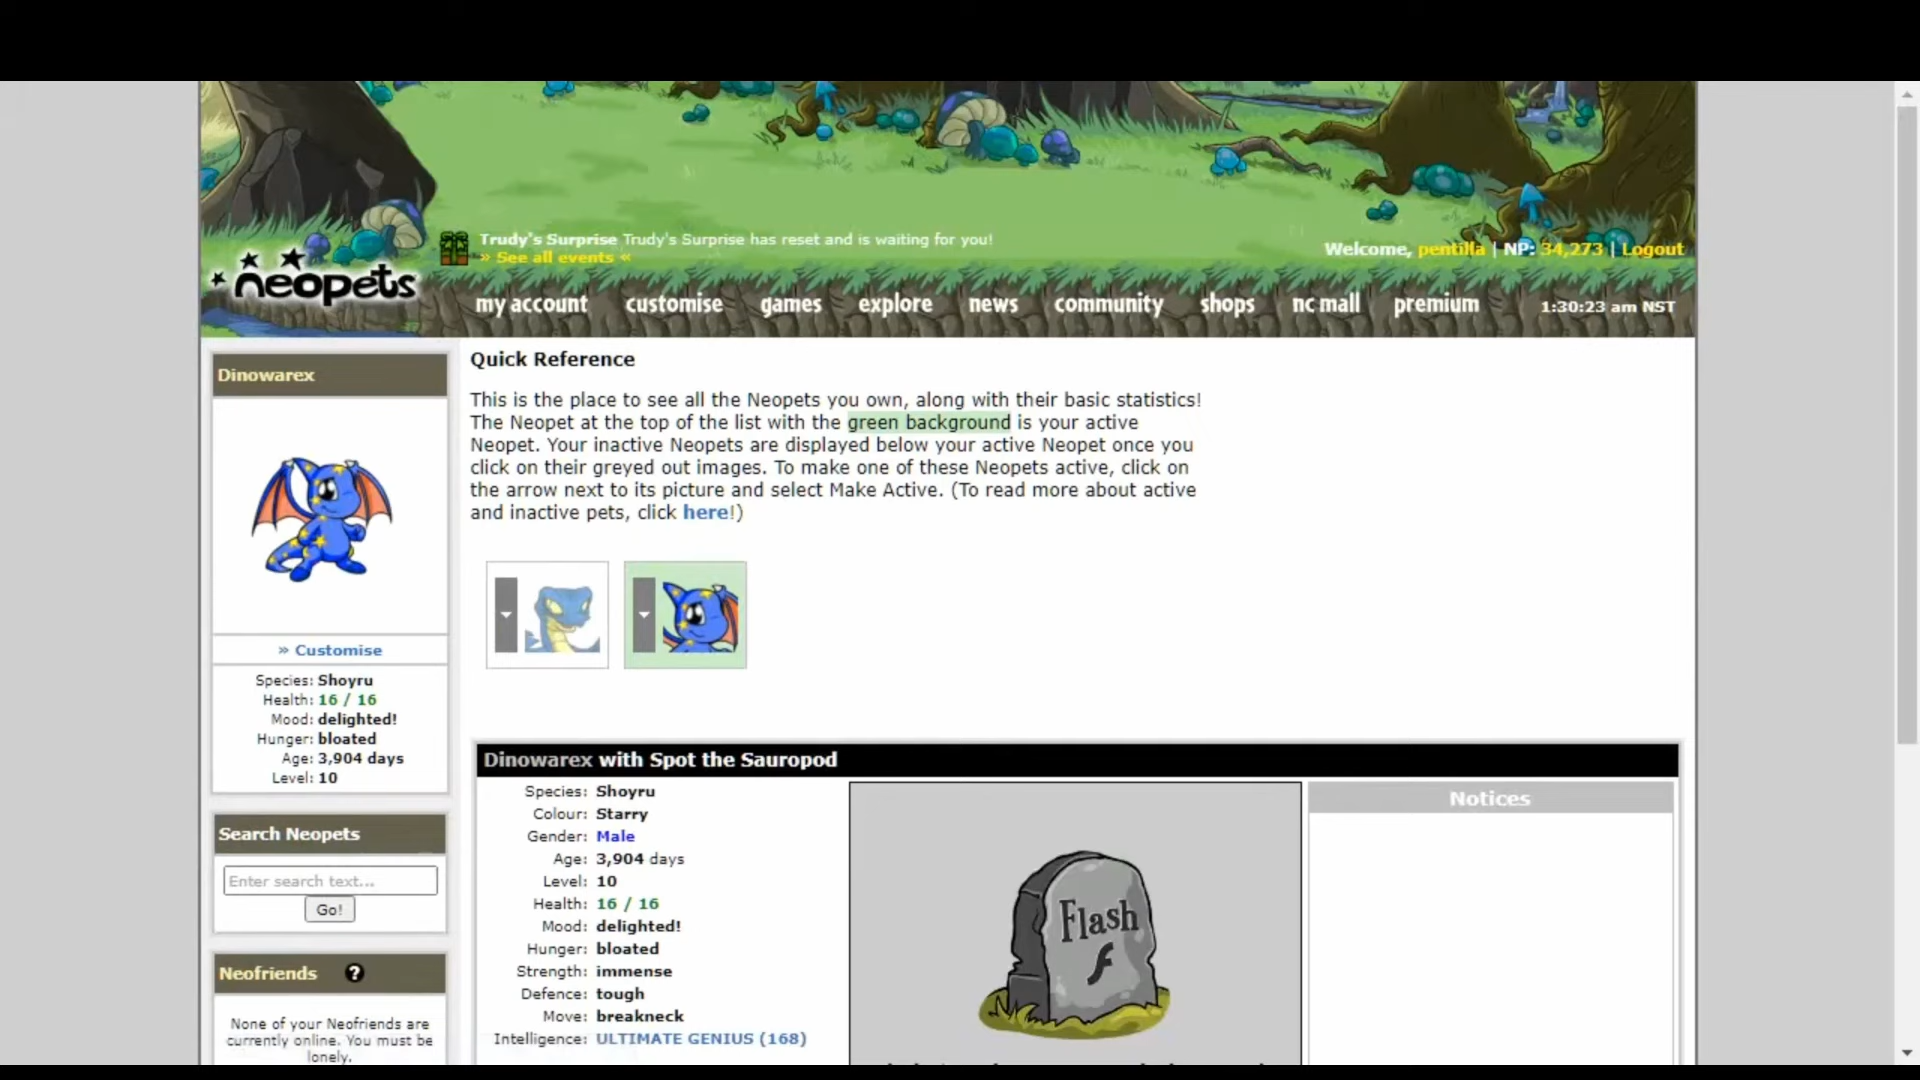 Trudy's Surprise Trudy's Surprise has reset and is waiting for you!
» See all events «
Welcome, pentilla | NP: 34,273 | Logout
neopets
my account customise games explore news community shops nc mall premium 1:30:23 am NST
Dinowarex
» Customise
Species: Shoyru
Health: 16 / 16
Mood: delighted!
Hunger: bloated
Age: 3,904 days
Level: 10
Search Neopets
Enter search text...
Go!
Neofriends ?
None of your Neofriends are
currently online. You must be
lonely.
Quick Reference
This is the place to see all the Neopets you own, along with their basic statistics!
The Neopet at the top of the list with the green background is your active
Neopet. Your inactive Neopets are displayed below your active Neopet once you
click on their greyed out images. To make one of these Neopets active, click on
the arrow next to its picture and select Make Active. (To read more about active
and inactive pets, click here!)
Dinowarex with Spot the Sauropod
Species: Shoyru
Colour: Starry
Gender: Male
Age: 3,904 days
Level: 10
Health: 16 / 16
Mood: delighted!
Hunger: bloated
Strength: immense
Defence: tough
Move: breakneck
Intelligence: ULTIMATE GENIUS (168)
Flash
f
Notices